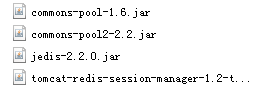 commons-pool-1.6.jar
commons-pool2-2.2.jar
jedis-2.2.0.jar
tomcat-redis-session-manager-1.2-t...